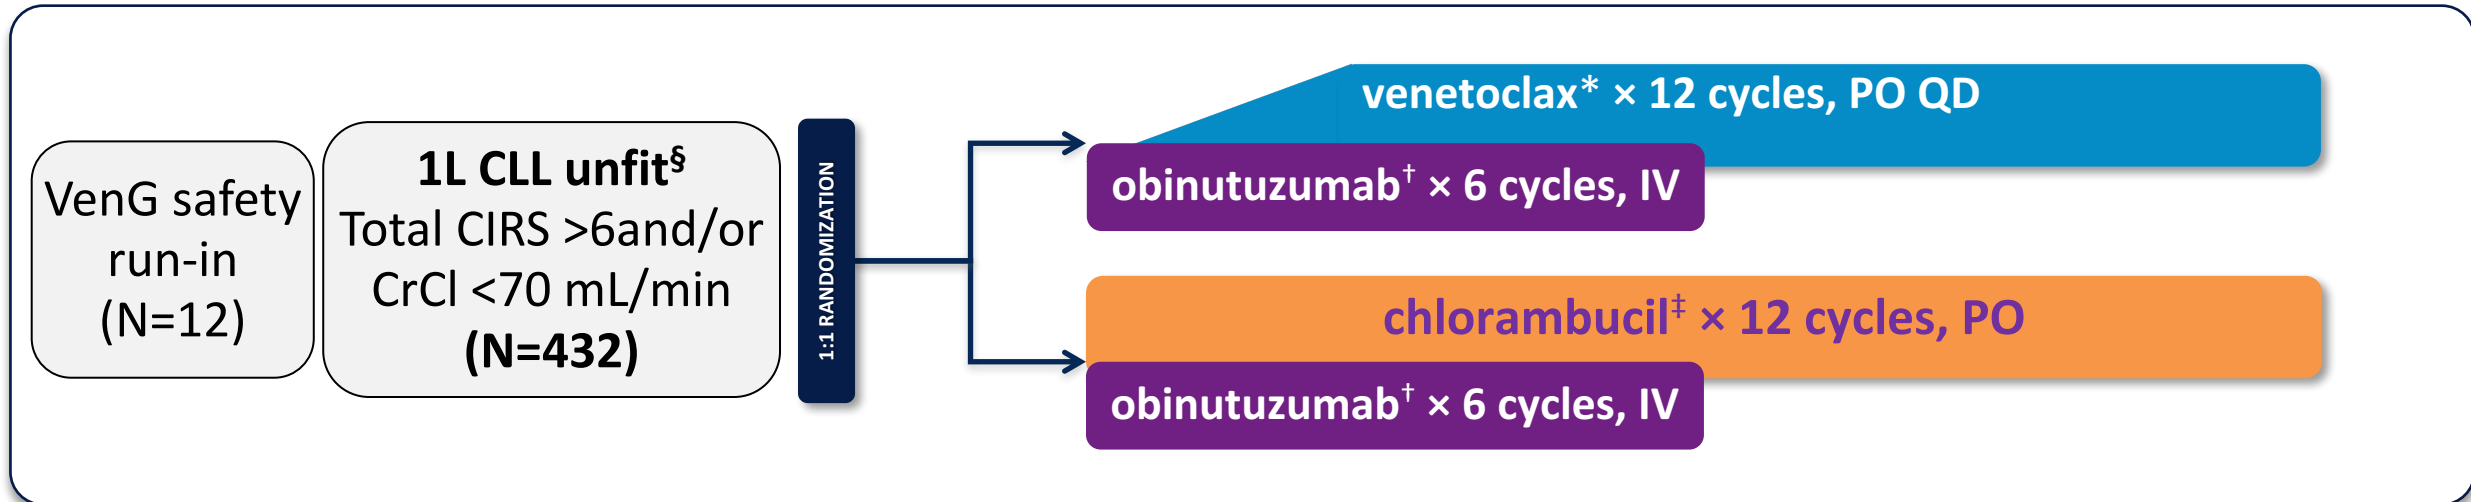 VenG safety
run-in
(N=12)
1L CLL unfit§
Total CIRS >6and/or
CrCl <70 mL/min
(N=432)
1:1 RANDOMIZATION
venetoclax* × 12 cycles, PO QD
obinutuzumab† × 6 cycles, IV
chlorambucil‡ × 12 cycles, PO
obinutuzumab† × 6 cycles, IV